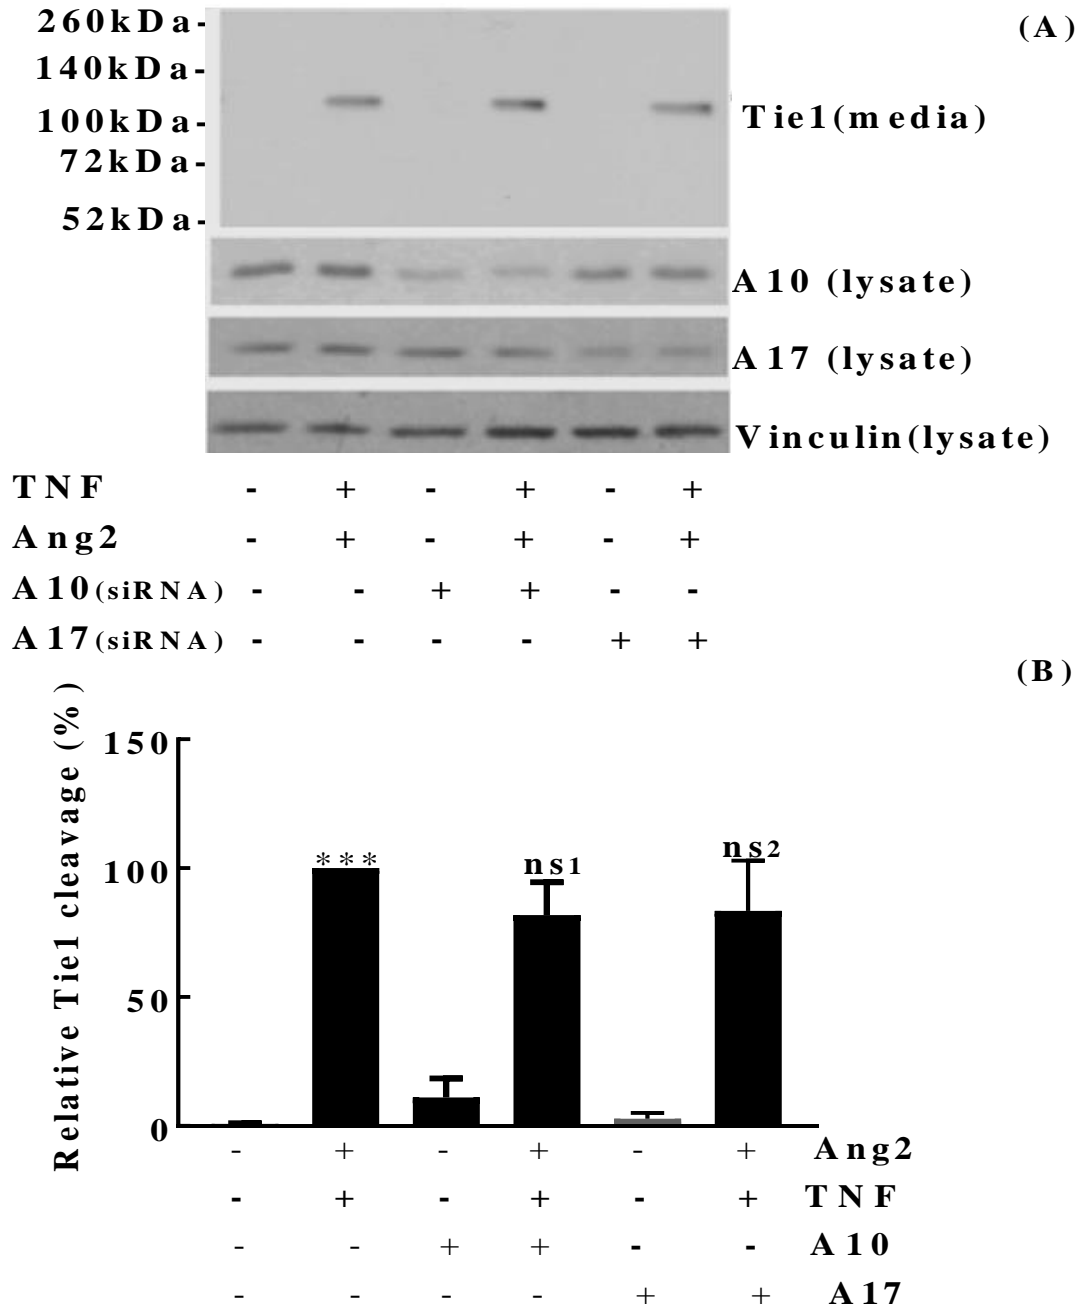 260kDa- (A)
140kDa-
100kDa- Tie1(media)
72kDa-
52kDa-
A10 (lysate)
A17 (lysate)
Vinculin(lysate)
TNF - + - + - +
Ang2 - + - + - +
A10(siRNA) - - + + - -
A17(siRNA) - - - - + +
(B)
Relative Tie1 cleavage (%)
150
100
50
0
***
ns1
ns2
- + - + - + Ang2
- + - + - + TNF
- - + + - - A10
- - - - + + A17